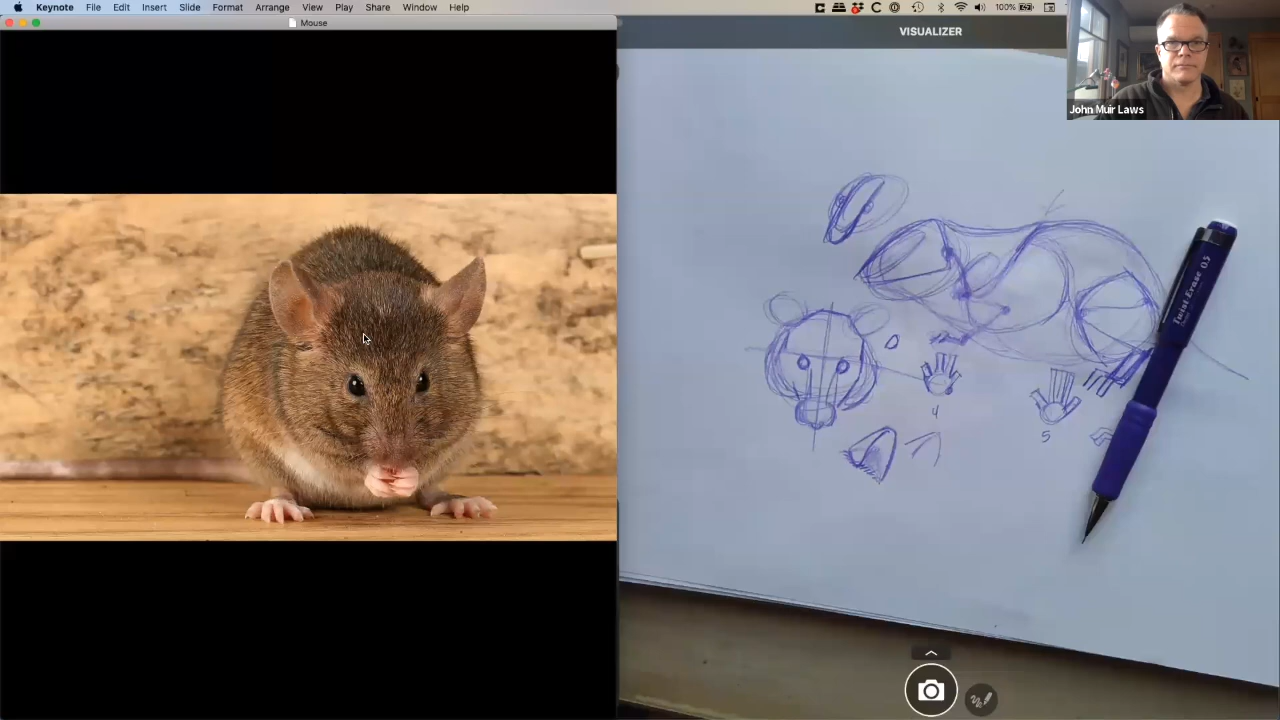 Keynote File Edit Insert Slide Format Arrange View Play Share Window Help
100%
Mouse
VISUALIZER
John Muir Laws
Twist-Erase 0.5
4
5